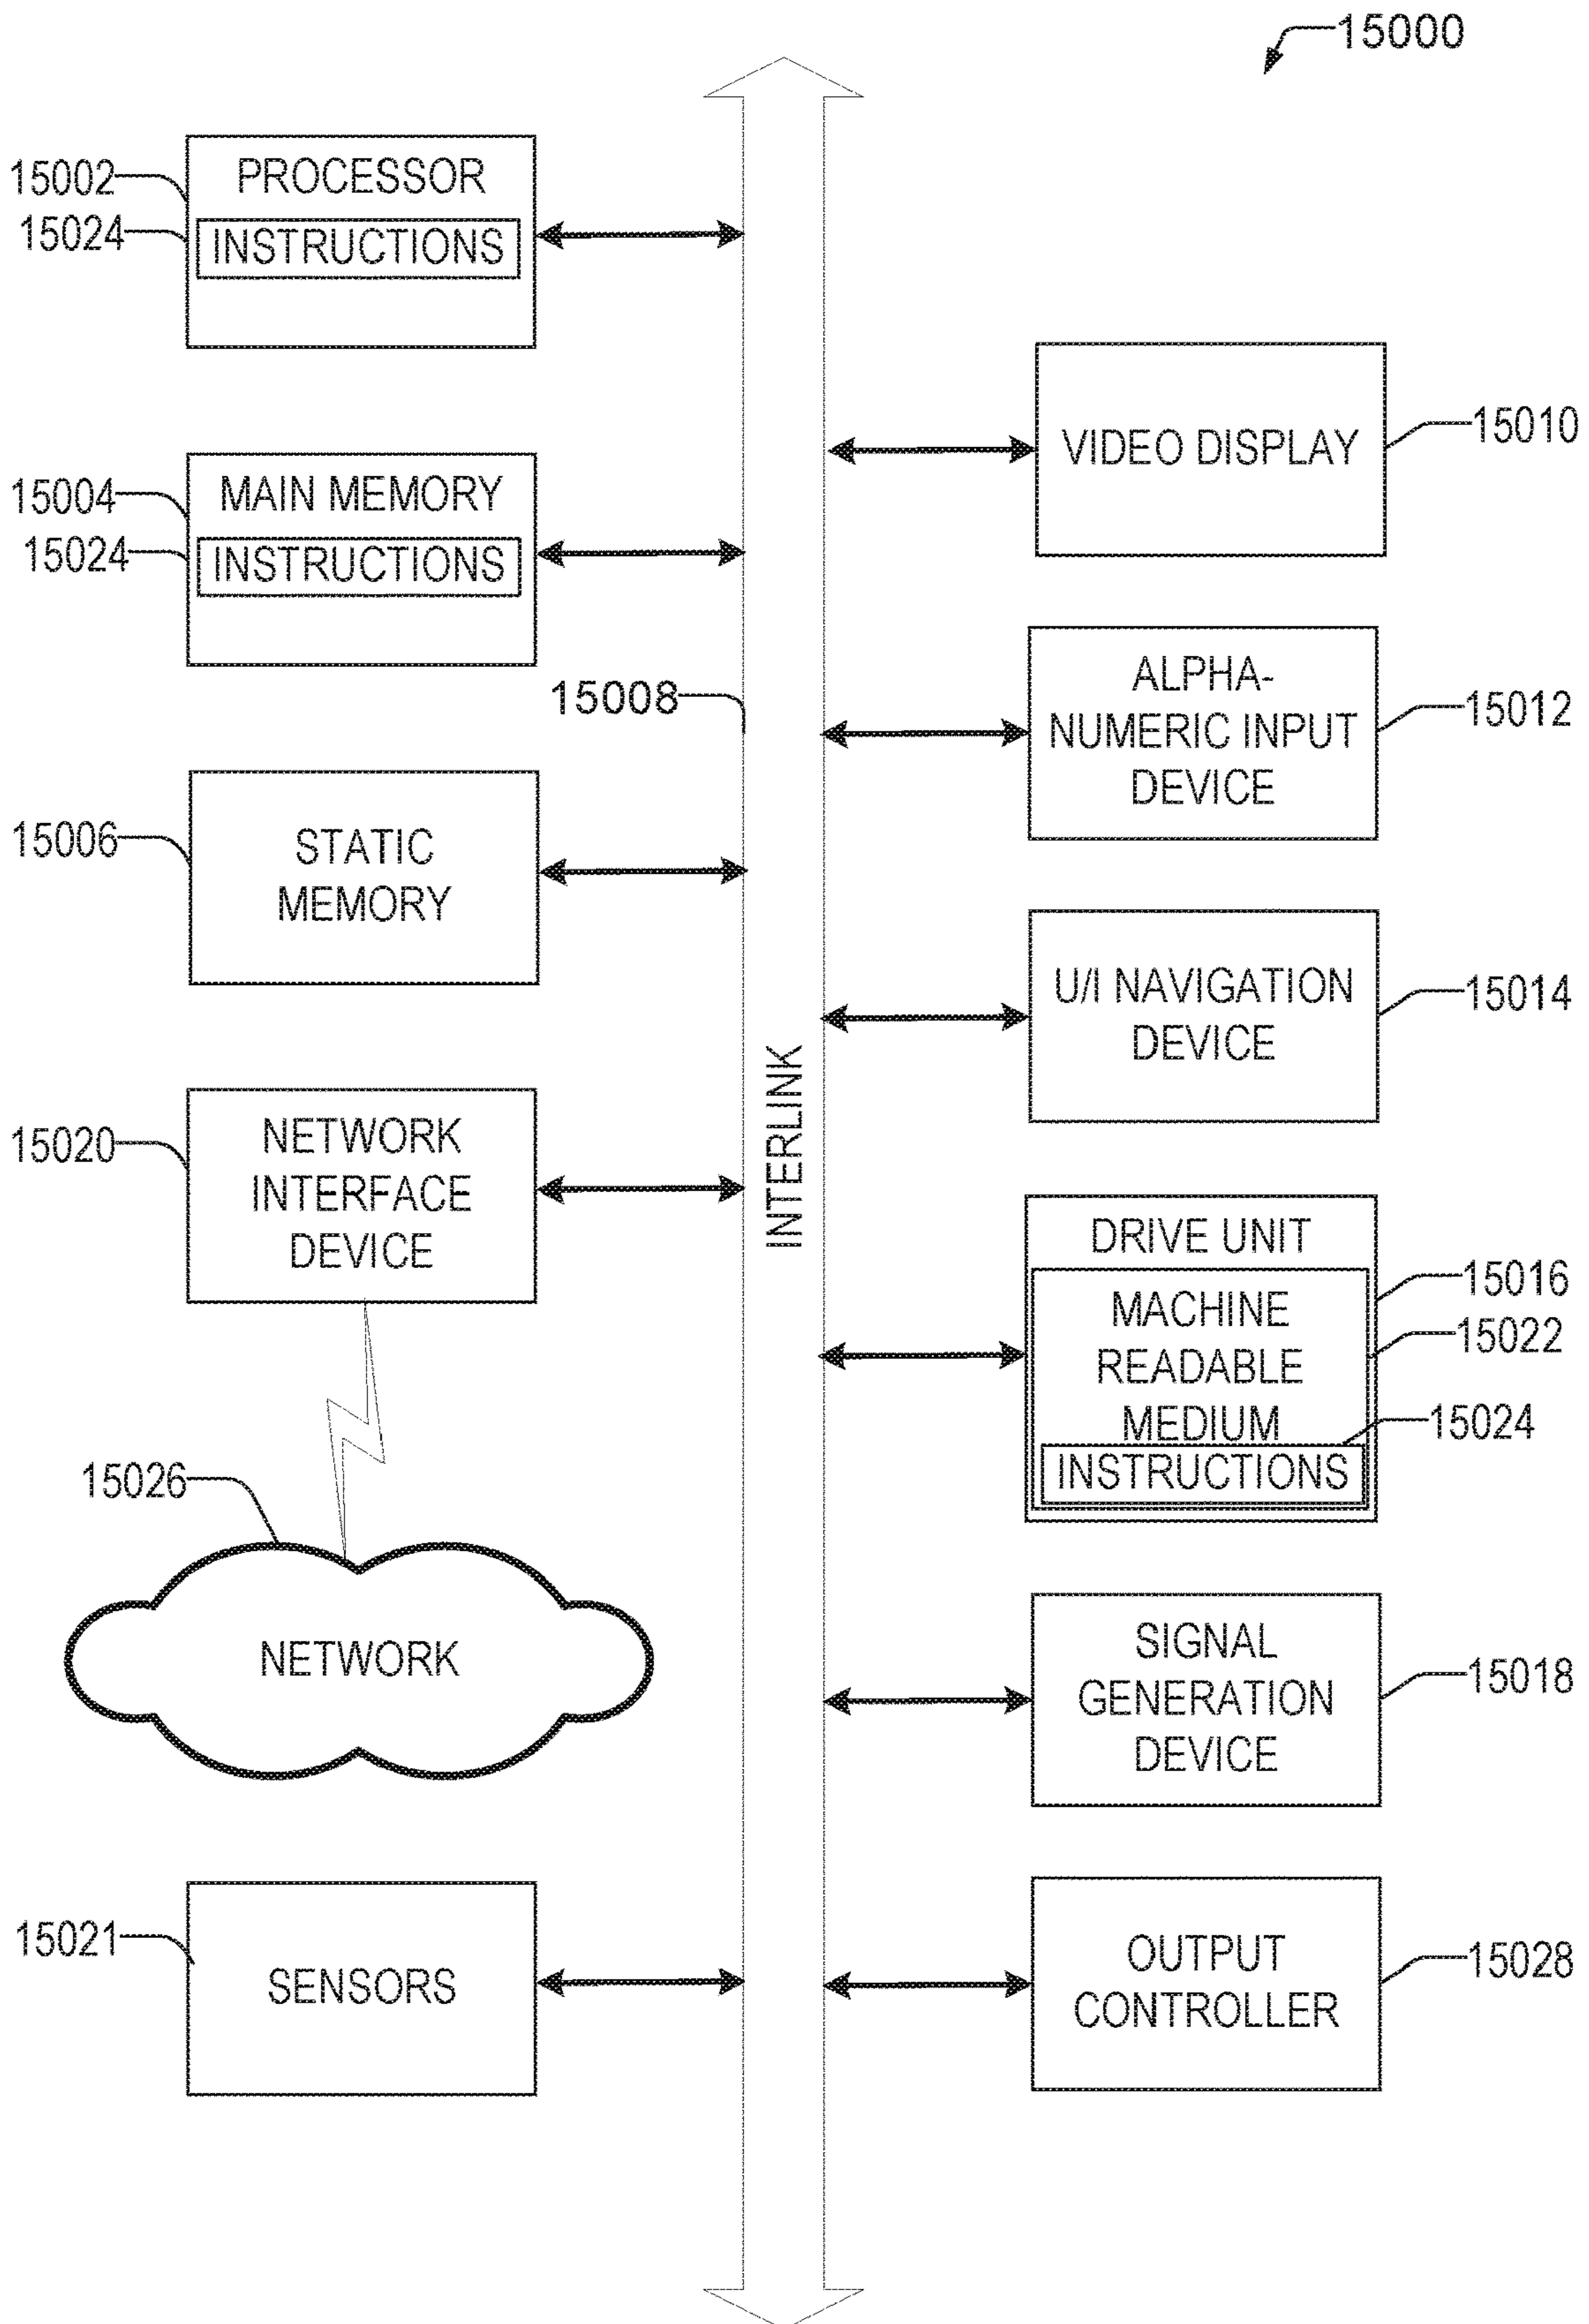 15000
15002
PROCESSOR
15024
INSTRUCTIONS
15004
MAIN MEMORY
15024
INSTRUCTIONS
15008
15006
STATIC
MEMORY
15020
NETWORK
INTERFACE
DEVICE
15026
NETWORK
15021
SENSORS
INTERLINK
VIDEO DISPLAY
15010
ALPHA-
NUMERIC INPUT
DEVICE
15012
U/I NAVIGATION
DEVICE
15014
DRIVE UNIT
15016
MACHINE
READABLE
MEDIUM
15022
15024
INSTRUCTIONS
SIGNAL
GENERATION
DEVICE
15018
OUTPUT
CONTROLLER
15028